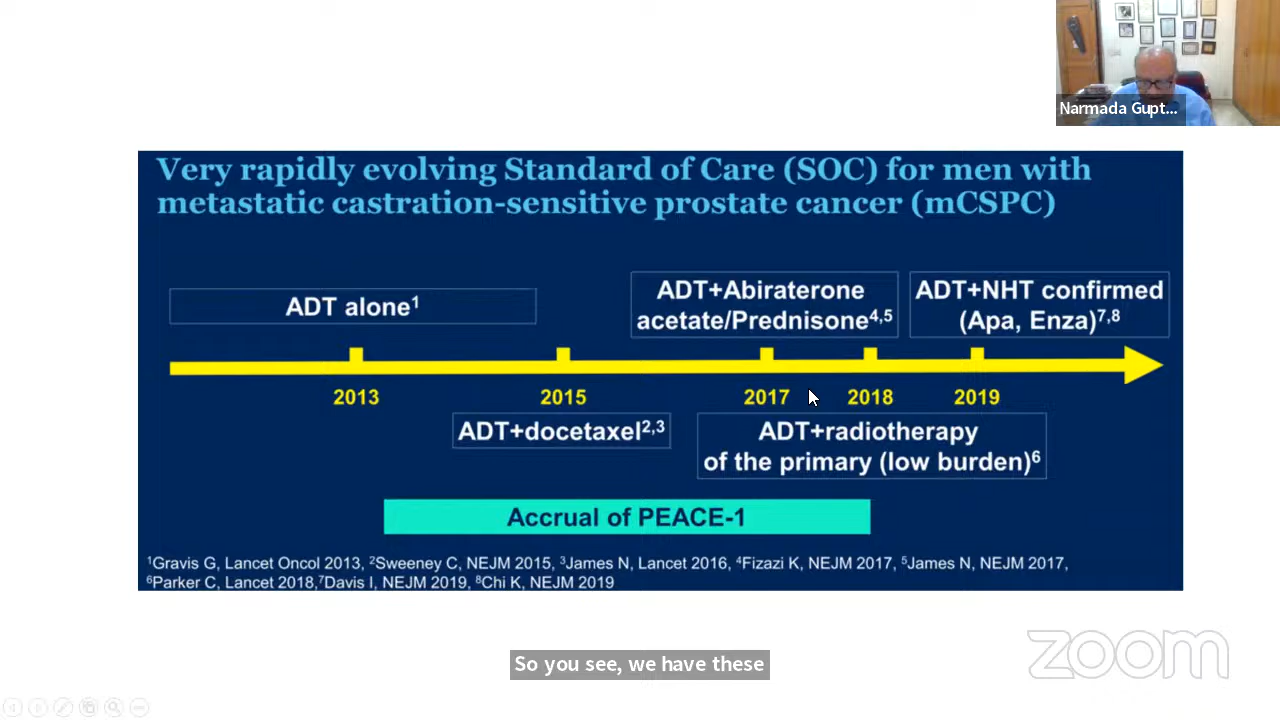 Narmada Gupt...
Very rapidly evolving Standard of Care (SOC) for men with
metastatic castration-sensitive prostate cancer (mCSPC)
ADT alone¹
ADT+Abiraterone
acetate/Prednisone⁴,⁵
ADT+NHT confirmed
(Apa, Enza)⁷,⁸
2013
2015
2017
2018
2019
ADT+docetaxel²,³
ADT+radiotherapy
of the primary (low burden)⁶
Accrual of PEACE-1
¹Gravis G, Lancet Oncol 2013, ²Sweeney C, NEJM 2015, ³James N, Lancet 2016, ⁴Fizazi K, NEJM 2017, ⁵James N, NEJM 2017,
⁶Parker C, Lancet 2018,⁷Davis I, NEJM 2019, ⁸Chi K, NEJM 2019
So you see, we have these
zoom